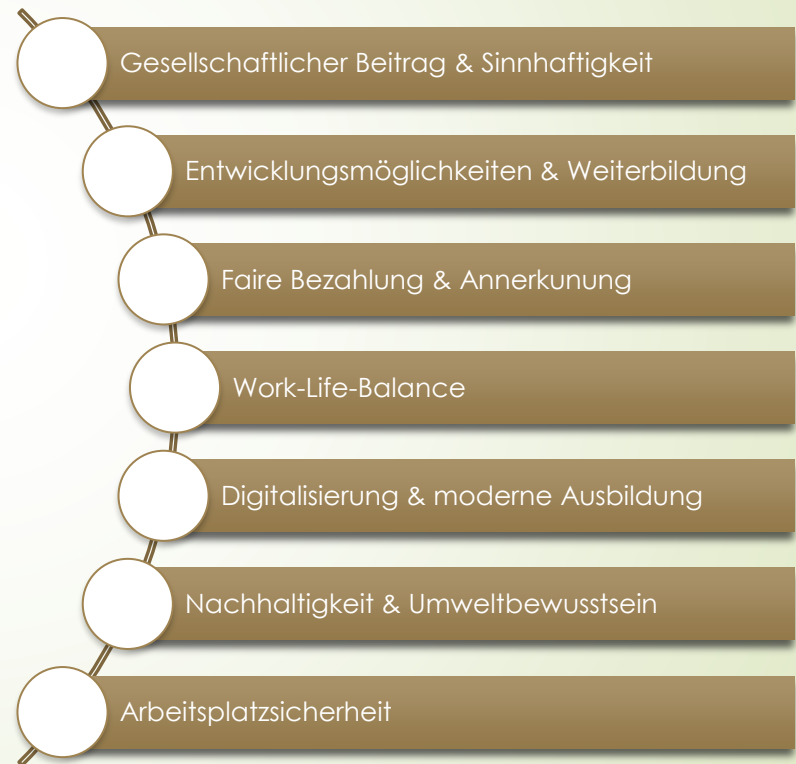 Gesellschaftlicher Beitrag & Sinnhaftigkeit
Entwicklungsmöglichkeiten & Weiterbildung
Faire Bezahlung & Annerkunung
Work-Life-Balance
Digitalisierung & moderne Ausbildung
Nachhaltigkeit & Umweltbewusstsein
Arbeitsplatzsicherheit